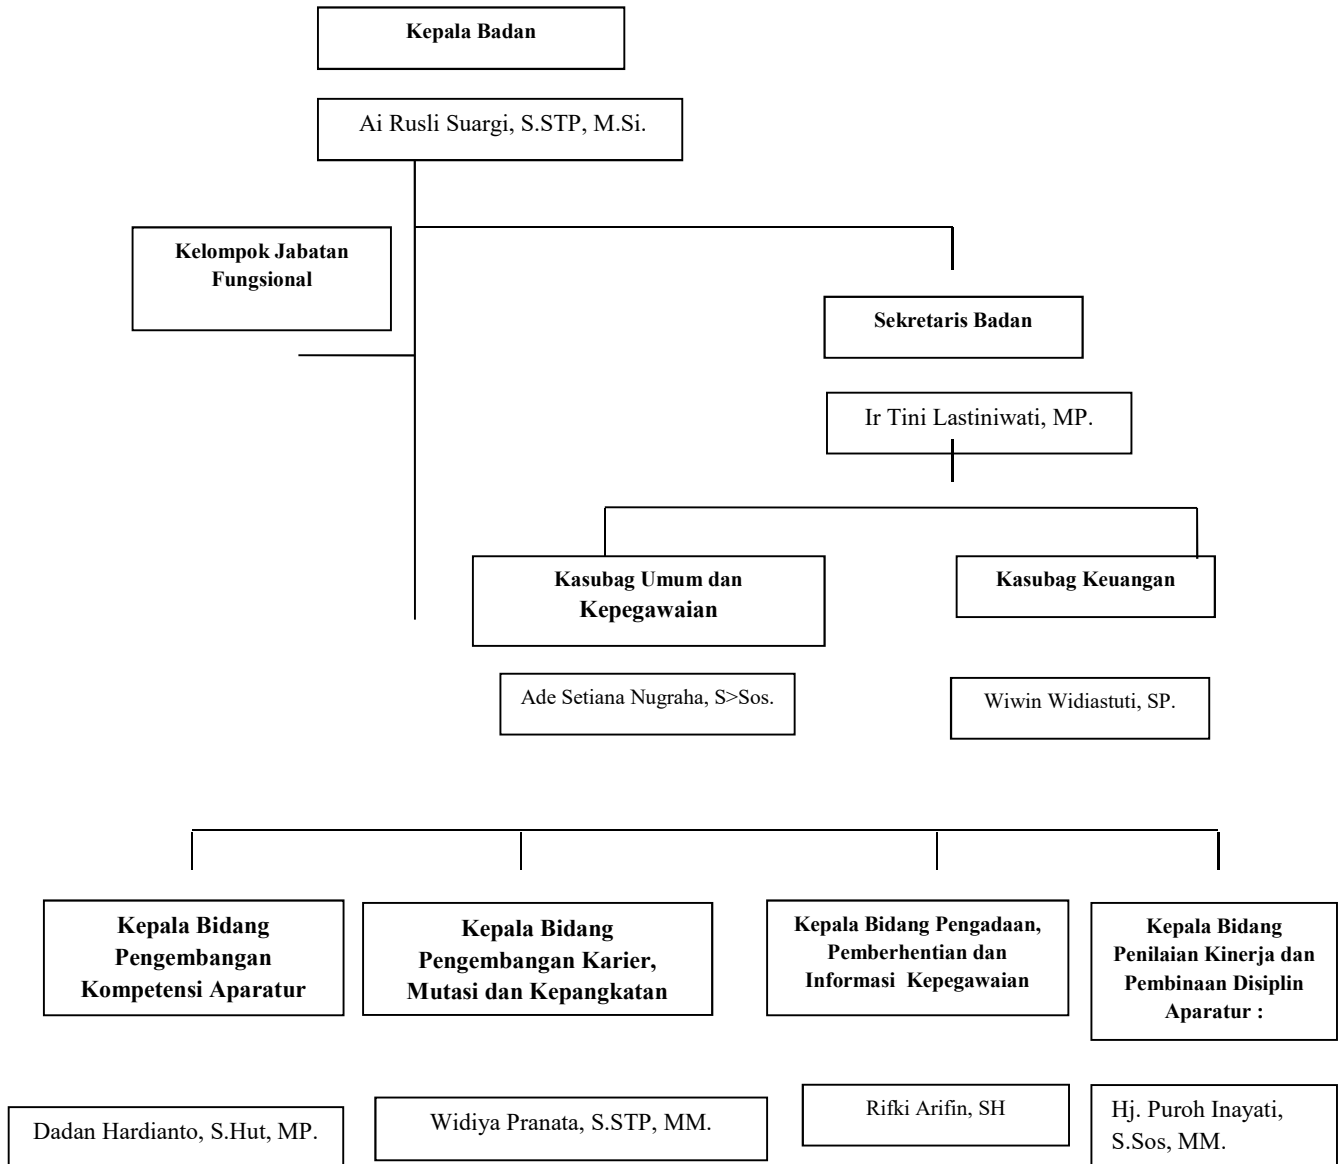 Kepala Badan
Ai Rusli Suargi, S.STP, M.Si.
Kelompok Jabatan
Fungsional
Sekretaris Badan
Ir Tini Lastiniwati, MP.
Kasubag Umum dan
Kepegawaian
Kasubag Keuangan
Ade Setiana Nugraha, S>Sos.
Wiwin Widiastuti, SP.
Kepala Bidang
Pengembangan
Kompetensi Aparatur
Kepala Bidang
Pengembangan Karier,
Mutasi dan Kepangkatan
Kepala Bidang Pengadaan,
Pemberhentian dan
Informasi  Kepegawaian
Kepala Bidang
Penilaian Kinerja dan
Pembinaan Disiplin
Aparatur :
Dadan Hardianto, S.Hut, MP.
Widiya Pranata, S.STP, MM.
Rifki Arifin, SH
Hj. Puroh Inayati,
S.Sos, MM.